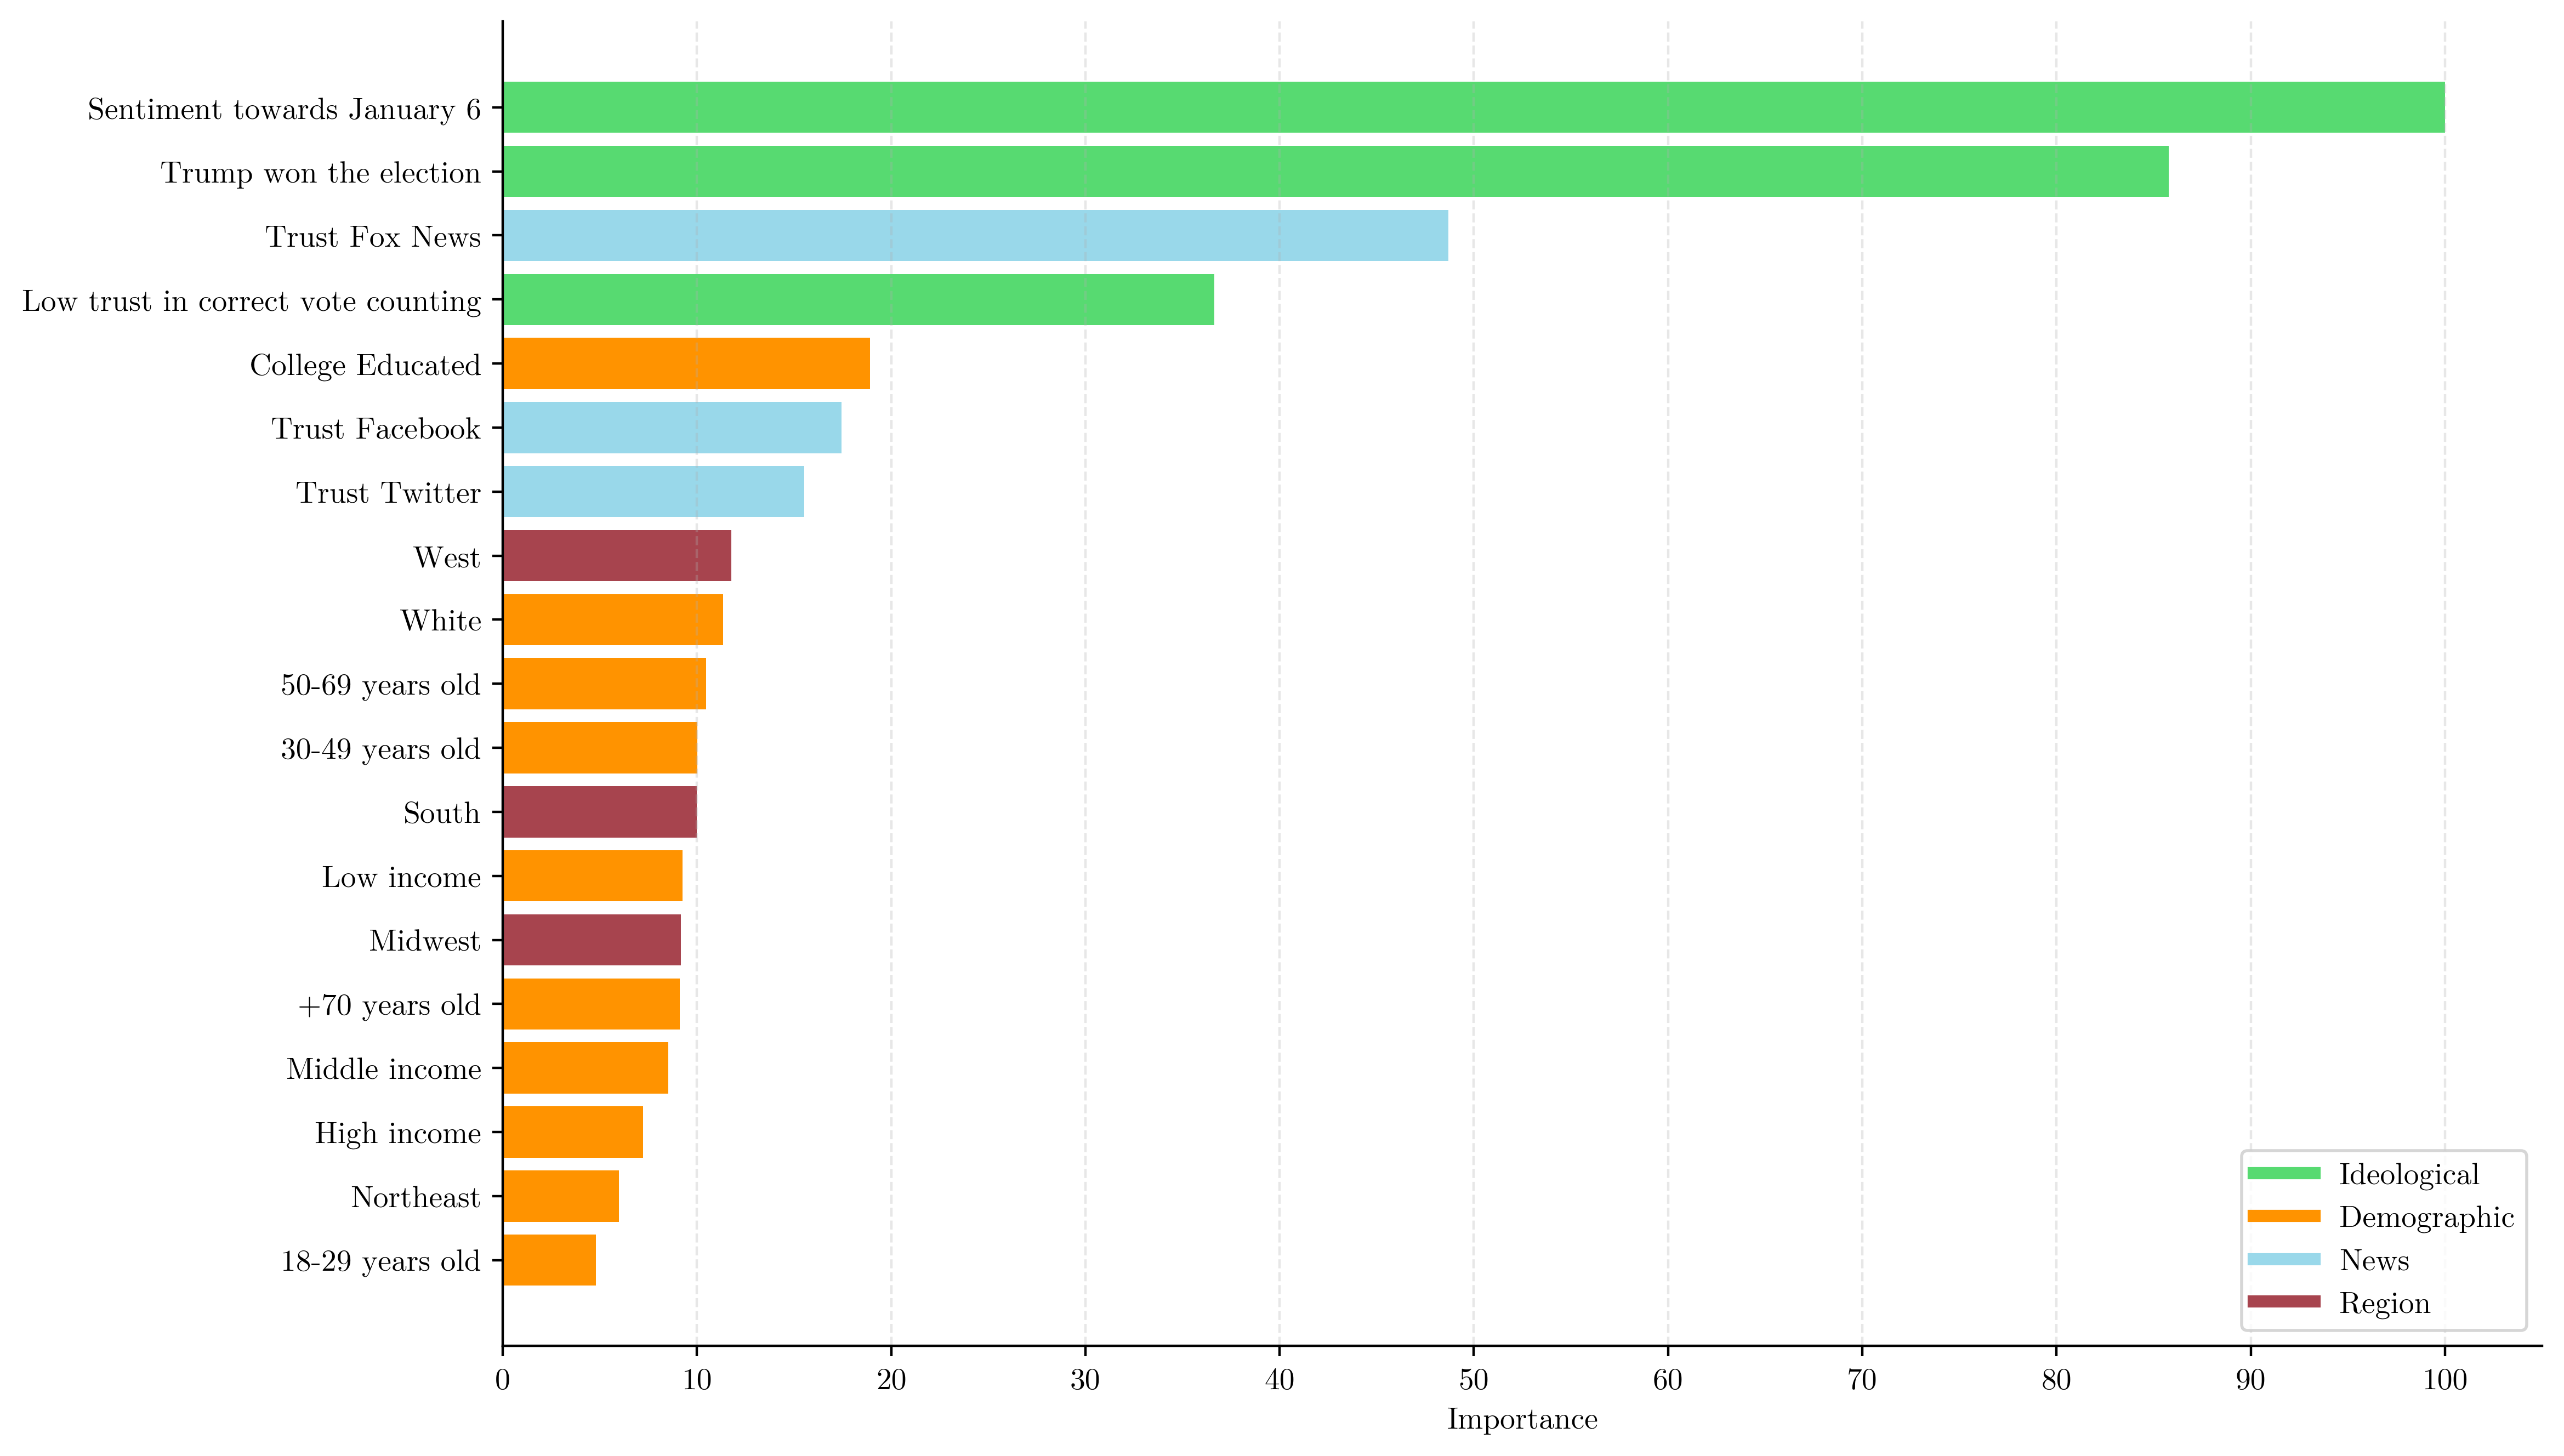 Sentiment towards January 6
Trump won the election
Trust Fox News
Low trust in correct vote counting
College Educated
Trust Facebook
Trust Twitter
West
White
50-69 years old
30-49 years old
South
Low income
Midwest
+70 years old
Middle income
High income
Northeast
18-29 years old
Ideological
Demographic
News
Region
0 10 20 30 40 50 60 70 80 90 100
Importance